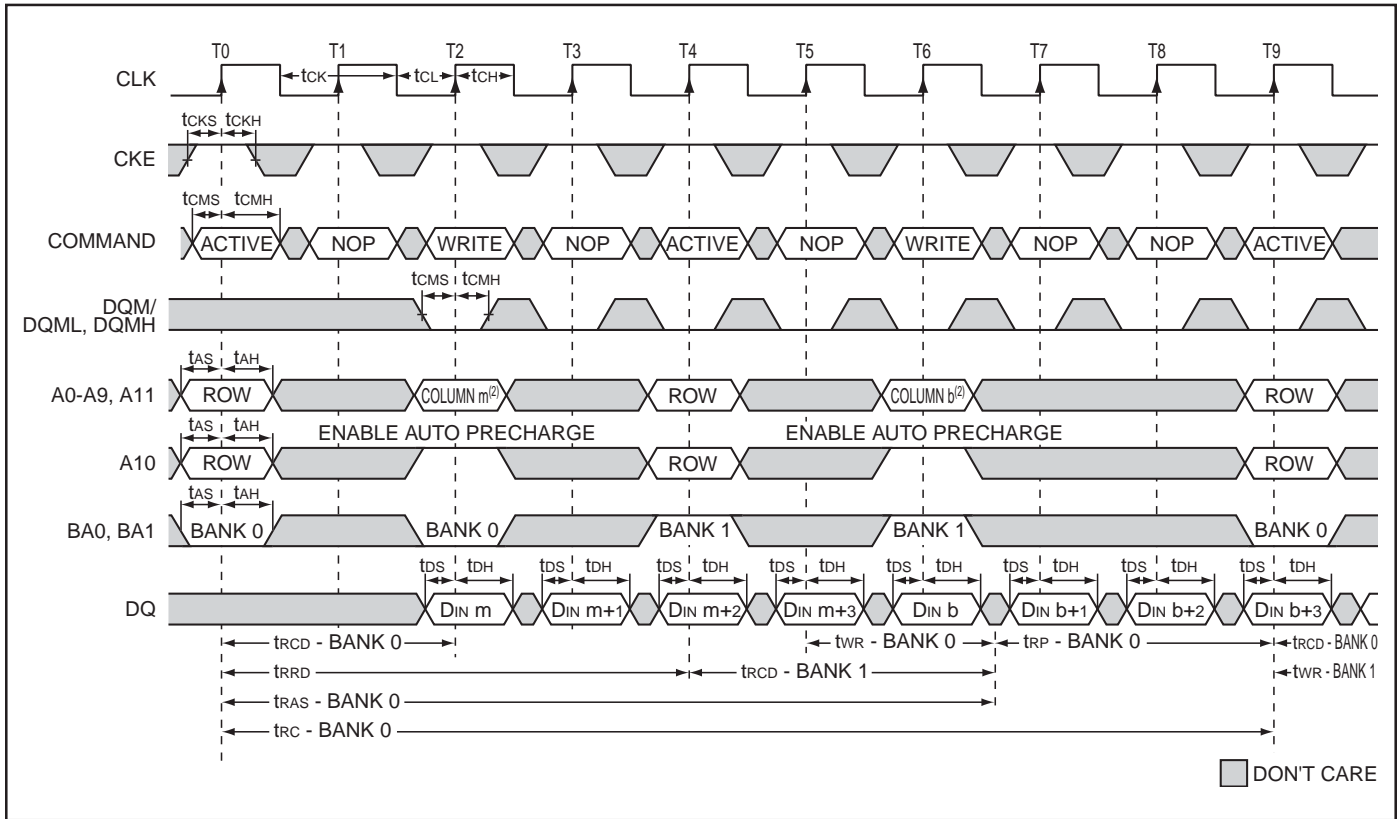 T0 T1 T2 T3 T4 T5 T6 T7 T8 T9
CLK tCK tCL tCH
tCKS tCKH
CKE
tCMS tCMH
COMMAND ACTIVE NOP WRITE NOP ACTIVE NOP WRITE NOP NOP ACTIVE
tCMS tCMH
DQM/
DQML, DQMH
tAS tAH
A0-A9, A11 ROW COLUMN m(2) ROW COLUMN b(2) ROW
tAS tAH ENABLE AUTO PRECHARGE ENABLE AUTO PRECHARGE
A10 ROW ROW ROW
tAS tAH
BA0, BA1 BANK 0 BANK 0 BANK 1 BANK 1 BANK 0
tDS tDH tDS tDH tDS tDH tDS tDH tDS tDH tDS tDH tDS tDH tDS tDH
DQ DIN m DIN m+1 DIN m+2 DIN m+3 DIN b DIN b+1 DIN b+2 DIN b+3
tRCD - BANK 0 tWR - BANK 0 tRP - BANK 0 tRCD - BANK 0
tRRD tRCD - BANK 1 tWR - BANK 1
tRAS - BANK 0
tRC - BANK 0
DON'T CARE